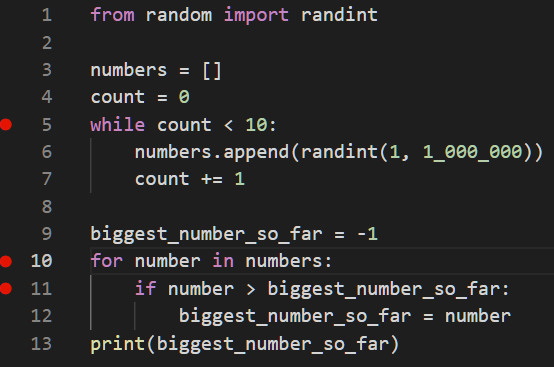 1 from random import randint
2
3 numbers = []
4 count = 0
5 while count < 10:
6     numbers.append(randint(1, 1_000_000))
7     count += 1
8
9 biggest_number_so_far = -1
10 for number in numbers:
11     if number > biggest_number_so_far:
12         biggest_number_so_far = number
13 print(biggest_number_so_far)